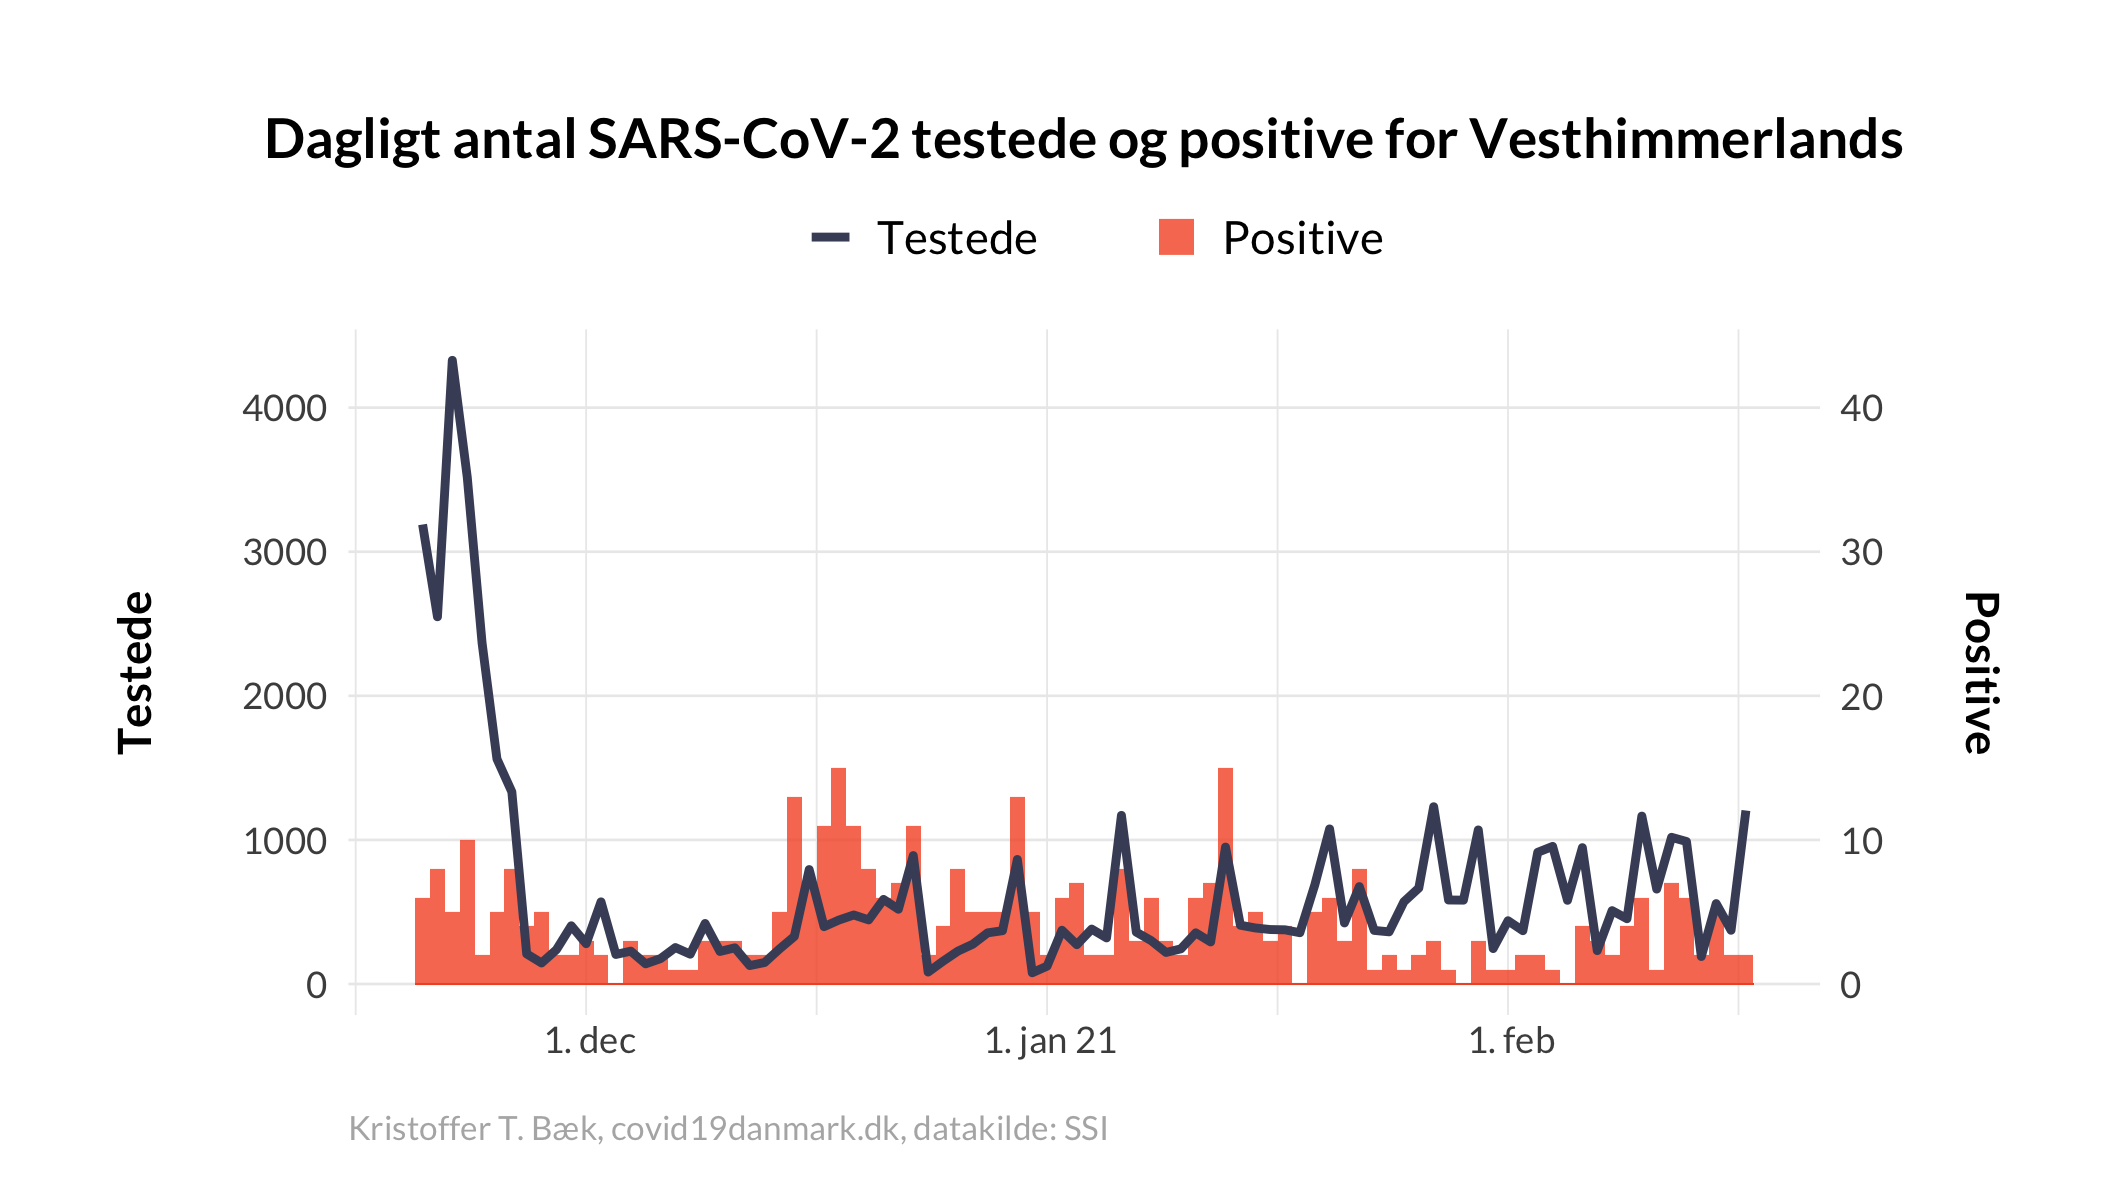 Dagligt antal SARS-CoV-2 testede og positive for Vesthimmerlands
Testede
Positive
4000
3000
2000
1000
0
Testede
40
30
20
10
0
Positive
1. dec
1. jan 21
1. feb
Kristoffer T. Bæk, covid19danmark.dk, datakilde: SSI